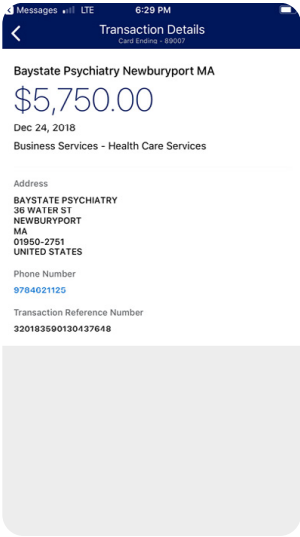 Messages LTE 6:29 PM
Transaction Details
Card Ending - 89007
Baystate Psychiatry Newburyport MA
$5,750.00
Dec 24, 2018
Business Services - Health Care Services
Address
BAYSTATE PSYCHIATRY
36 WATER ST
NEWBURYPORT
MA
01950-2751
UNITED STATES
Phone Number
9784021125
Transaction Reference Number
320183590130437648